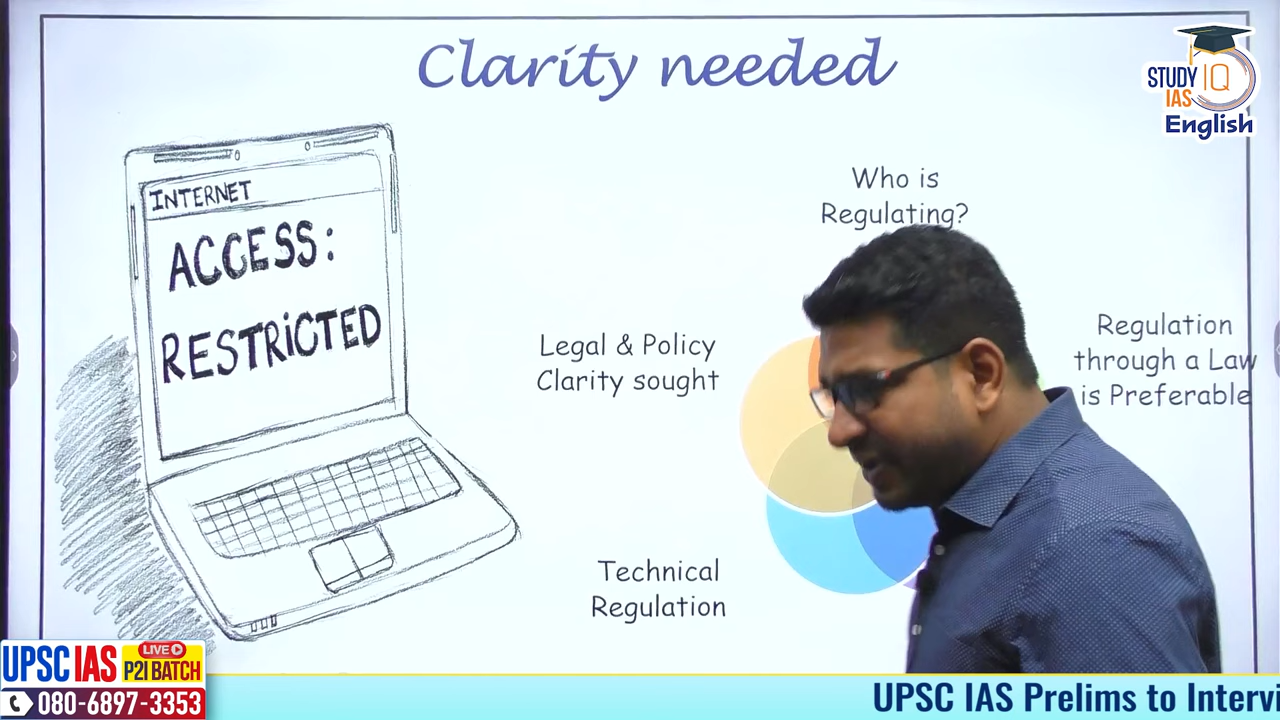 Clarity needed
STUDY IQ
IAS
English
INTERNET
ACCESS:
RESTRICTED
Who is
Regulating?
Legal & Policy
Clarity sought
Regulation
through a Law
is Preferable
Technical
Regulation
UPSC IAS
LIVE
P2I BATCH
080-6897-3353
UPSC IAS Prelims to Intervi